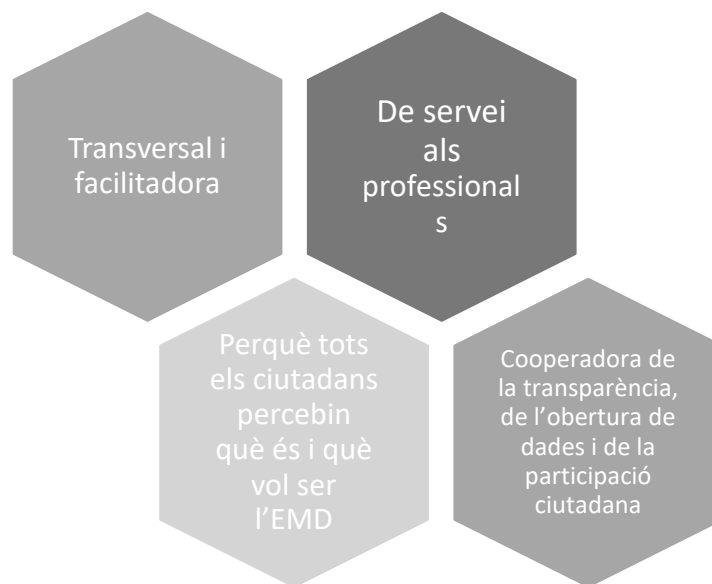 Transversal i
facilitadora
De servei
als
professional
s
Perquè tots
els ciutadans
percebin
què és i què
vol ser
l’EMD
Cooperadora de
la transparència,
de l’obertura de
dades i de la
participació
ciutadana